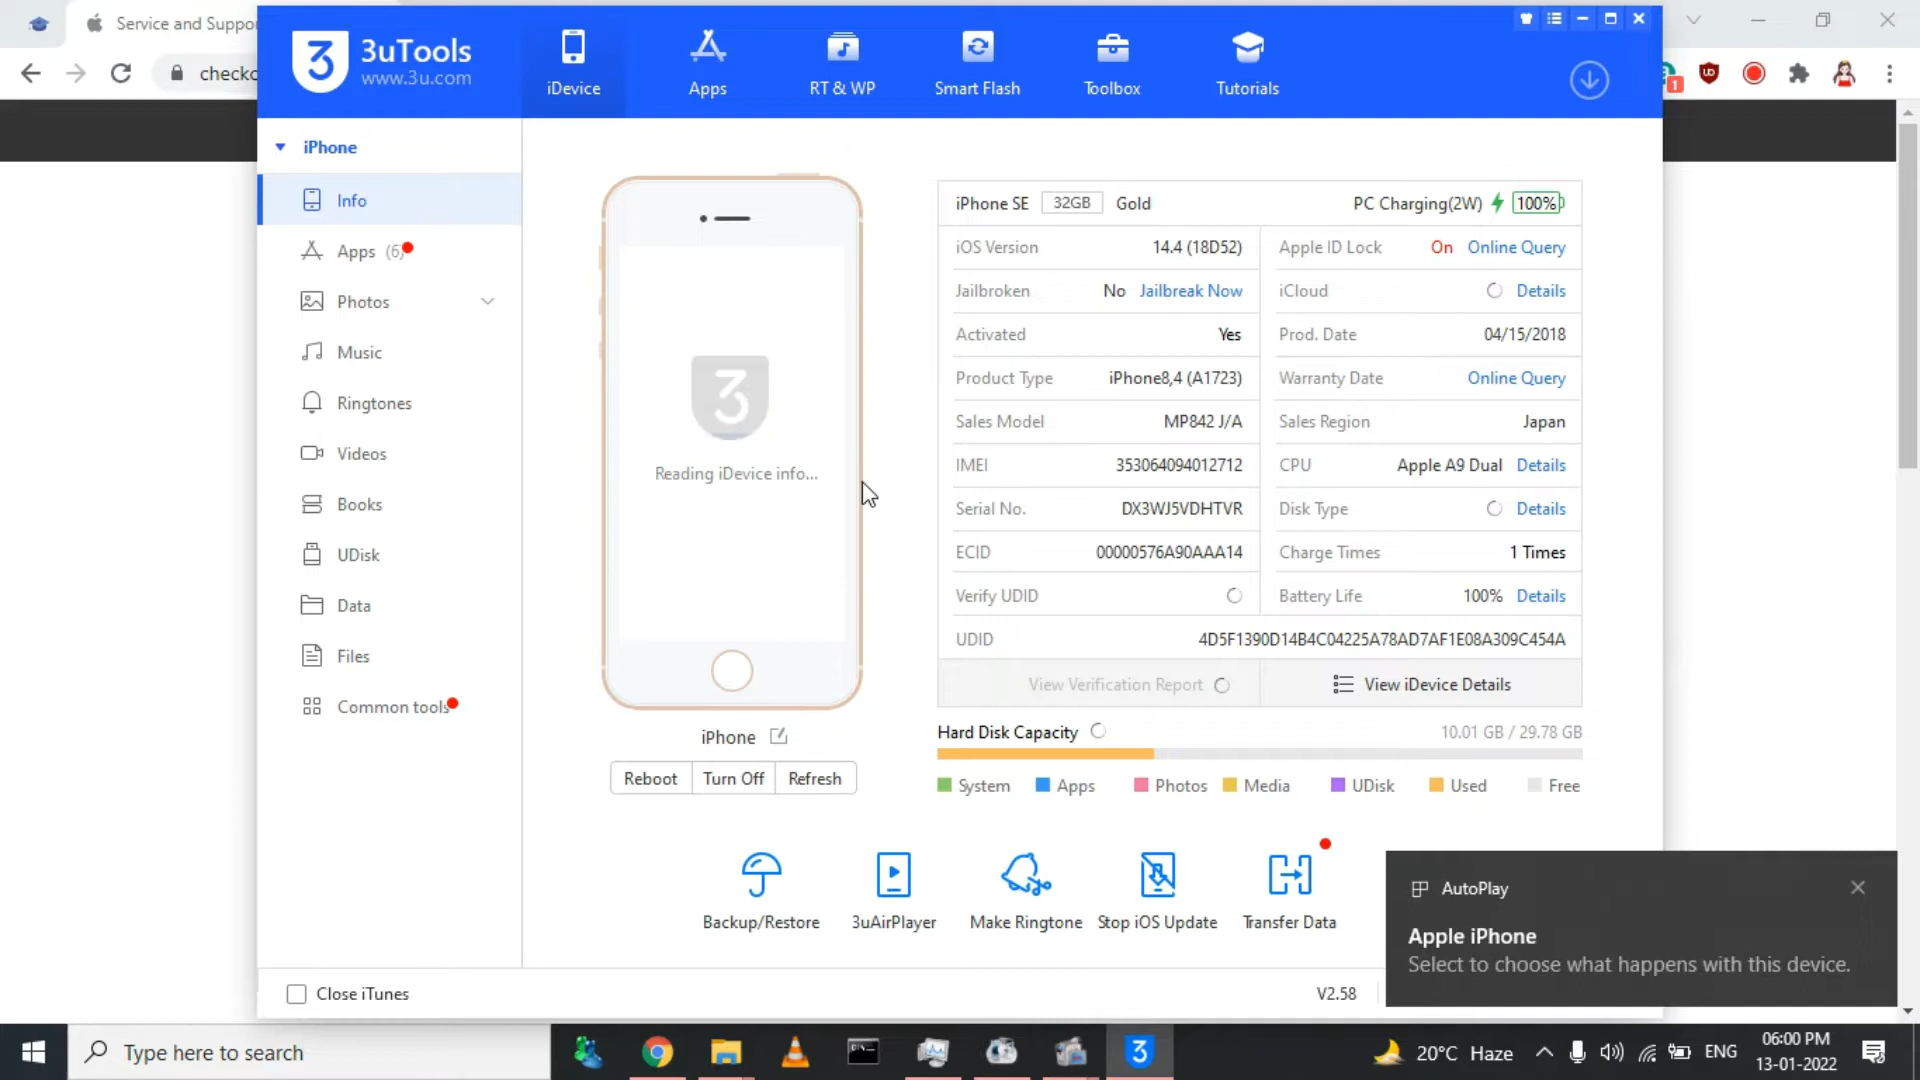 Service and Suppo
checkc
3uTools
www.3u.com
iDevice
Apps
RT & WP
Smart Flash
Toolbox
Tutorials
1
iPhone
Info
Apps (6)
Photos
Music
Ringtones
Videos
Books
UDisk
Data
Files
Common tools
3
Reading iDevice info...
iPhone
Reboot
Turn Off
Refresh
iPhone SE 32GB Gold PC Charging(2W) 100%
iOS Version 14.4 (18D52) Apple ID Lock On Online Query
Jailbroken No Jailbreak Now iCloud Details
Activated Yes Prod. Date 04/15/2018
Product Type iPhone8,4 (A1723) Warranty Date Online Query
Sales Model MP842 J/A Sales Region Japan
IMEI 353064094012712 CPU Apple A9 Dual Details
Serial No. DX3WJ5VDHTVR Disk Type Details
ECID 00000576A90AAA14 Charge Times 1 Times
Verify UDID Battery Life 100% Details
UDID 4D5F1390D14B4C04225A78AD7AF1E08A309C454A
View Verification Report View iDevice Details
Hard Disk Capacity 10.01 GB / 29.78 GB
System Apps Photos Media UDisk Used Free
Backup/Restore
3uAirPlayer
Make Ringtone
Stop iOS Update
Transfer Data
AutoPlay
Apple iPhone
Select to choose what happens with this device.
Close iTunes
V2.58
Type here to search
20°C Haze
ENG
06:00 PM
13-01-2022